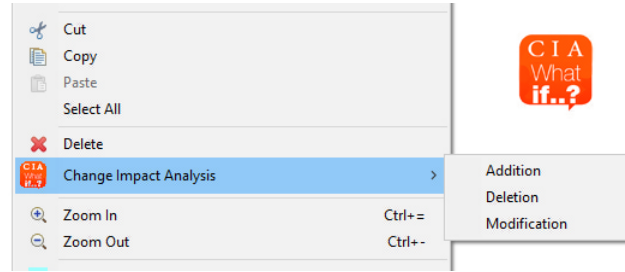 Cut
Copy
Paste
Select All
Delete
Change Impact Analysis
Zoom In Ctrl+=
Zoom Out Ctrl+-
CIA
What
if..?
Addition
Deletion
Modification